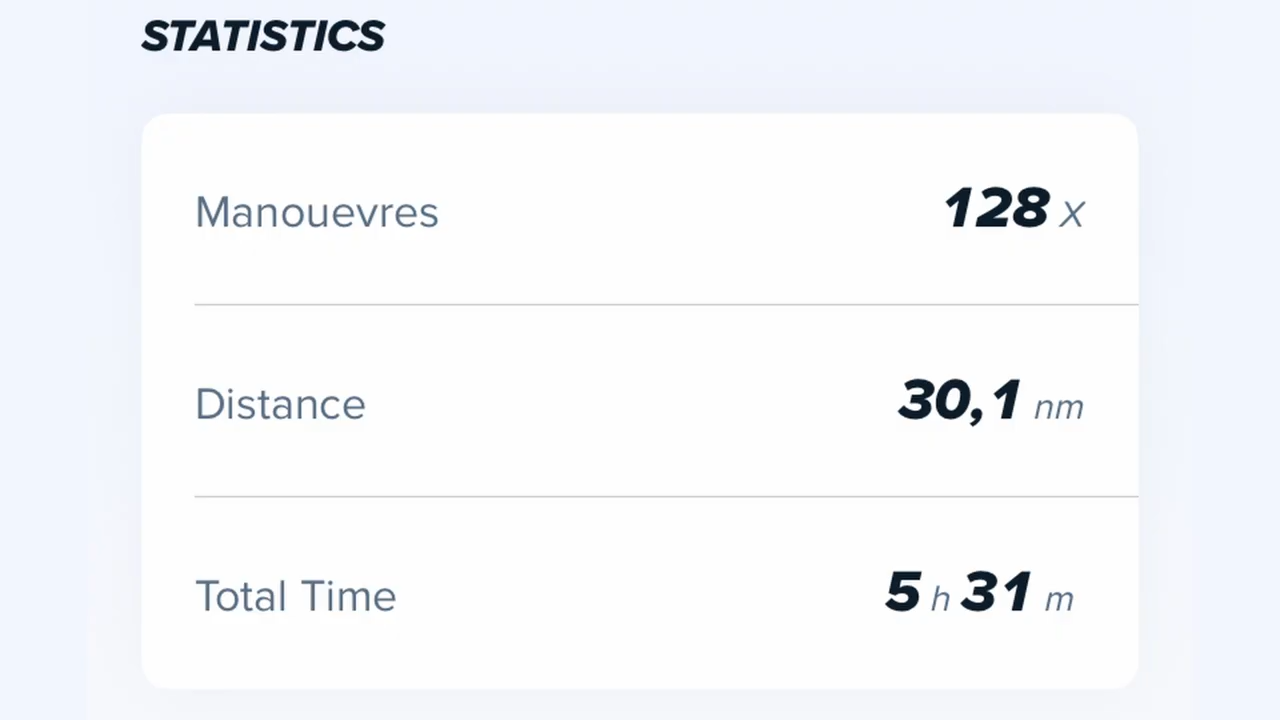 STATISTICS
Manouevres 128 x
Distance 30,1 nm
Total Time 5 h 31 m